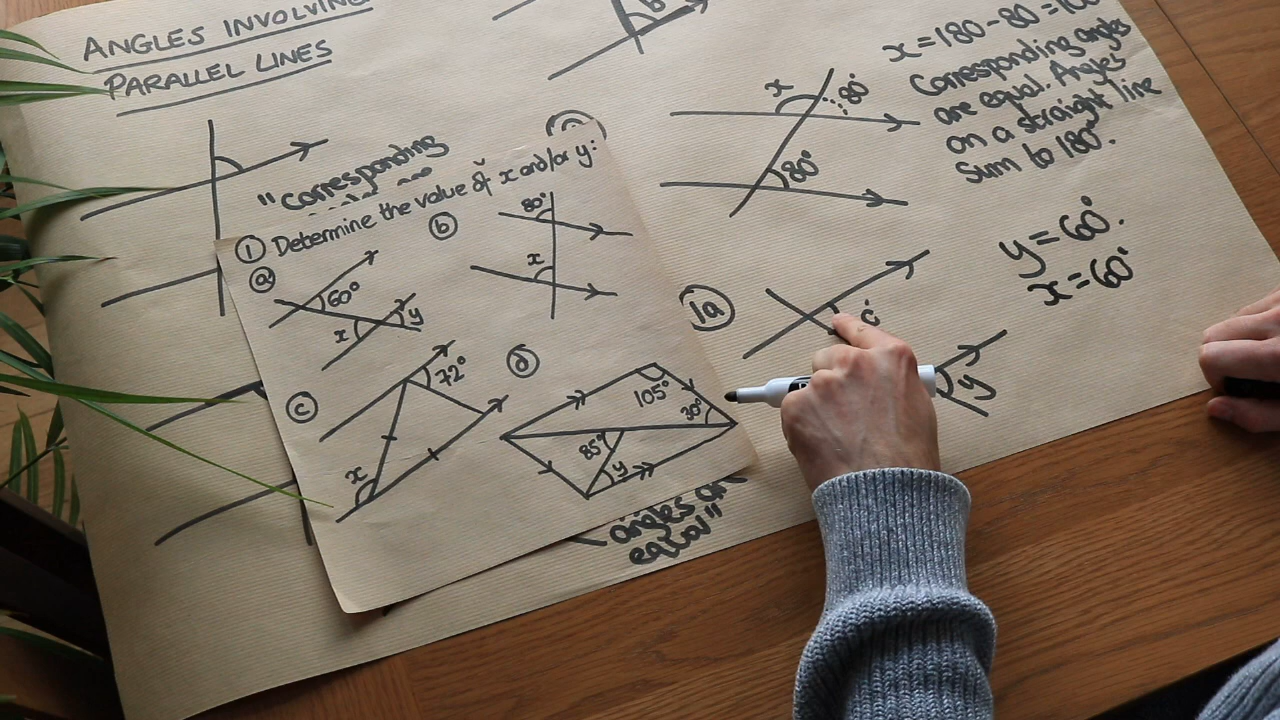 ANGLES INVOLVING
PARALLEL LINES
"Corresponding
angles are
equal"
① Determine the value of x and/or y:
ⓐ
60°
x
y
ⓑ
80°
x
ⓒ
72°
x
ⓓ
105°
30°
85°
y
x
80°
80°
x = 180 - 80 = 100
Corresponding angles
are equal. Angles
on a straight line
sum to 180°.
1a
y
y = 60°.
x = 60°